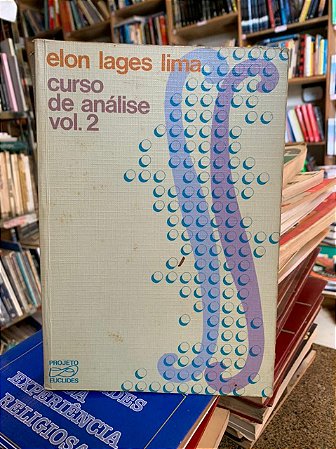 elon lages lima
curso
de análise
vol. 2
PROJETO
EUCLIDES
EXPERIÊNCIA
RELIGIOSA